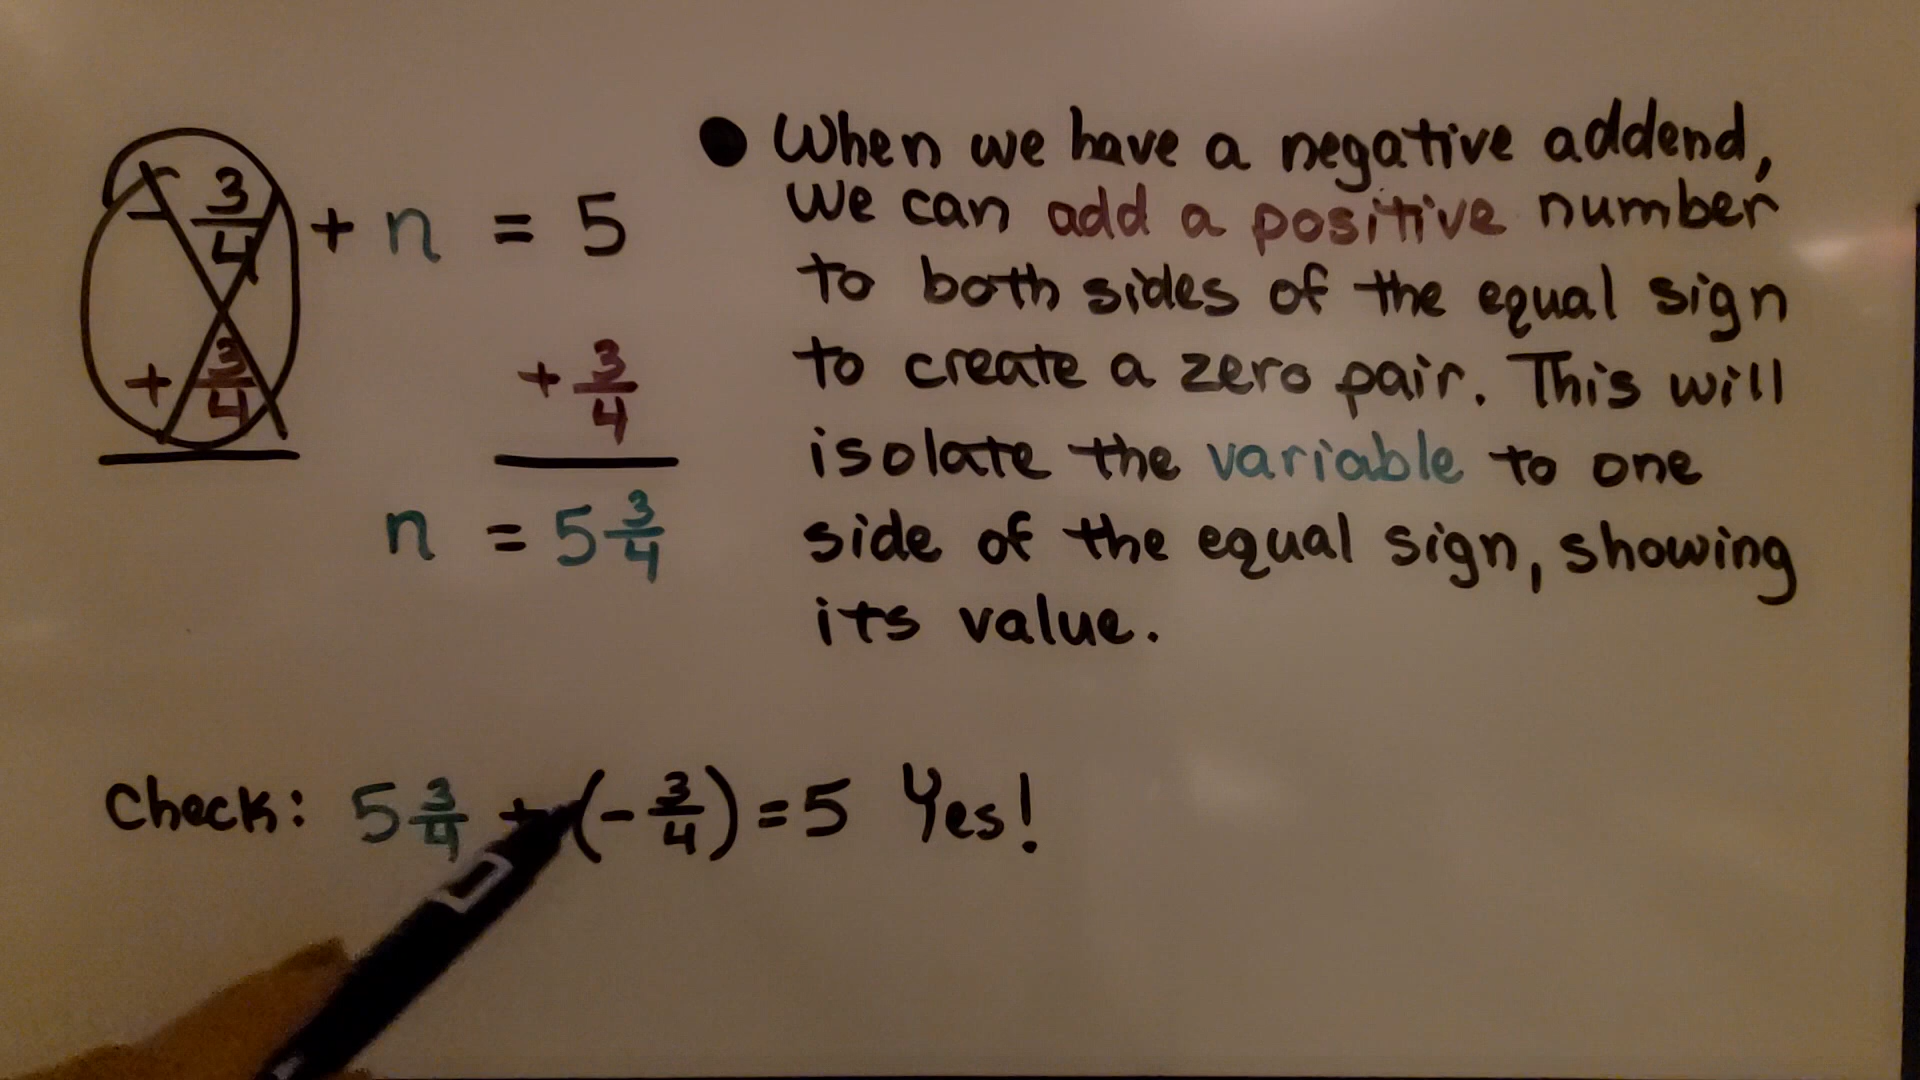 - 3/4 + n = 5
+ 3/4 + 3/4
n = 5 3/4
● When we have a negative addend,
we can add a positive number
to both sides of the equal sign
to create a zero pair. This will
isolate the variable to one
side of the equal sign, showing
its value.
Check: 5 3/4 + (- 3/4) = 5 Yes!